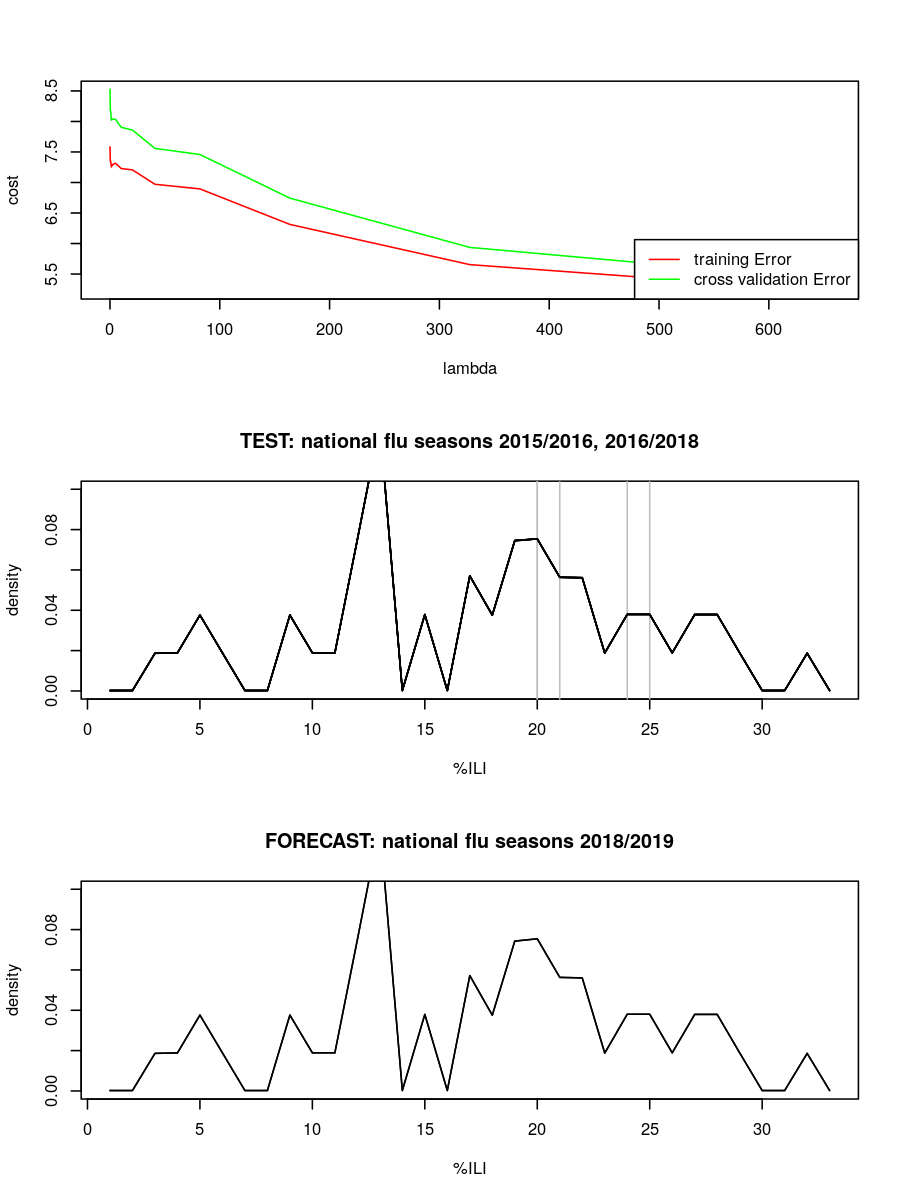 8.5
7.5
6.5
5.5
cost
training Error
cross validation Error
0 100 200 300 400 500 600
lambda
TEST: national flu seasons 2015/2016, 2016/2018
0.08
0.04
0.00
density
0 5 10 15 20 25 30
%ILI
FORECAST: national flu seasons 2018/2019
0.08
0.04
0.00
density
0 5 10 15 20 25 30
%ILI